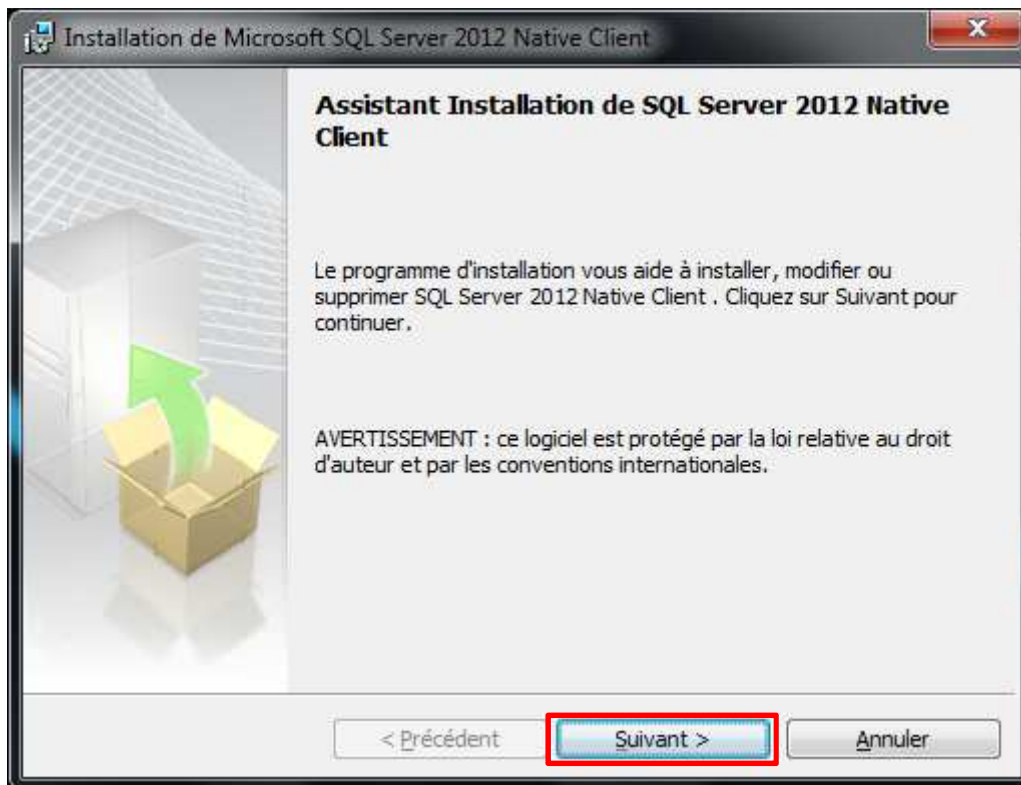 Installation de Microsoft SQL Server 2012 Native Client
Assistant Installation de SQL Server 2012 Native
Client
Le programme d'installation vous aide à installer, modifier ou
supprimer SQL Server 2012 Native Client . Cliquez sur Suivant pour
continuer.
AVERTISSEMENT : ce logiciel est protégé par la loi relative au droit
d'auteur et par les conventions internationales.
< Précédent Suivant > Annuler